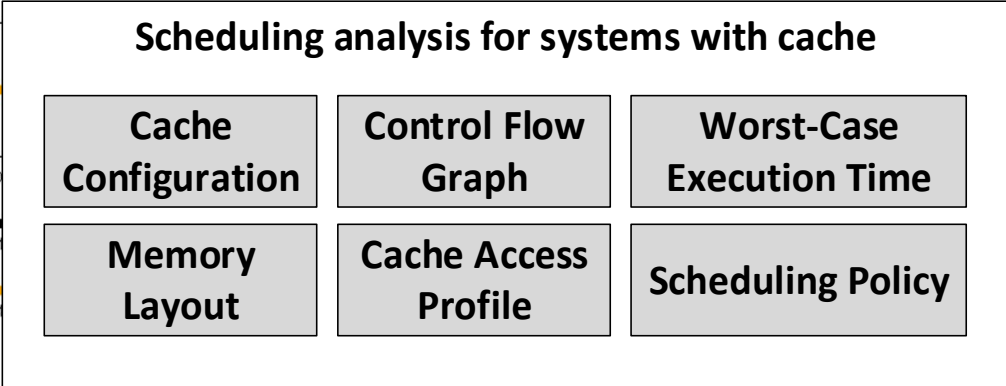 Scheduling analysis for systems with cache
Cache
Configuration
Control Flow
Graph
Worst-Case
Execution Time
Memory
Layout
Cache Access
Profile
Scheduling Policy